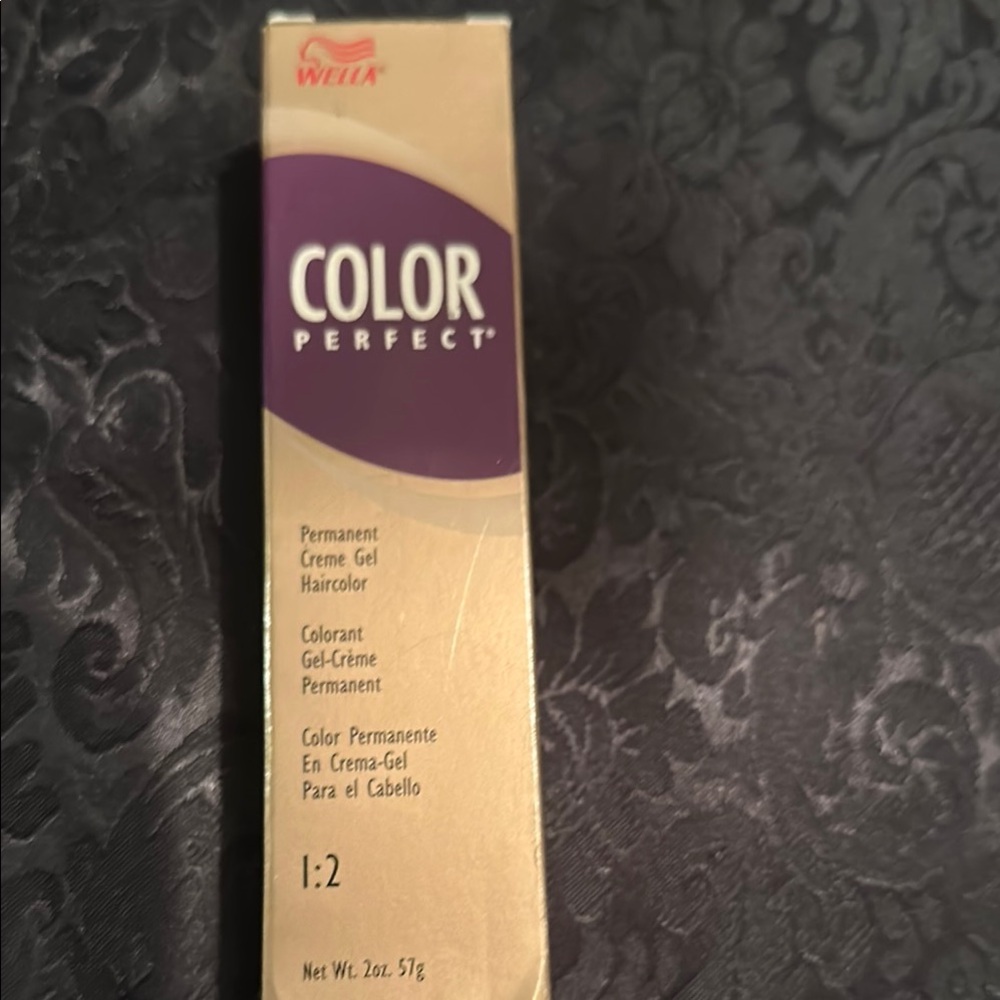 WELLA®
COLOR
PERFECT®
Permanent
Creme Gel
Haircolor
Colorant
Gel-Crème
Permanent
Color Permanente
En Crema-Gel
Para el Cabello
1:2
Net Wt. 2oz. 57g